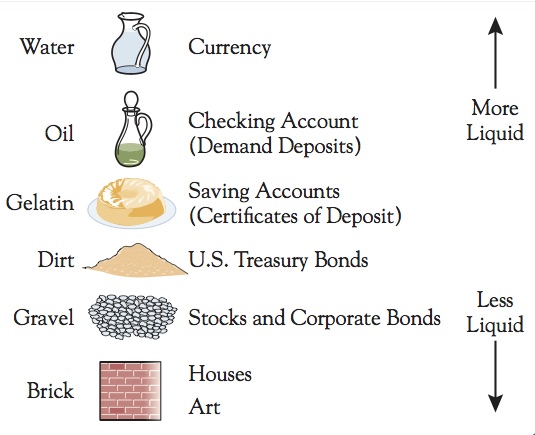 Water
Currency
Oil
Checking Account
(Demand Deposits)
More
Liquid
Gelatin
Saving Accounts
(Certificates of Deposit)
Dirt
U.S. Treasury Bonds
Gravel
Stocks and Corporate Bonds
Less
Liquid
Brick
Houses
Art